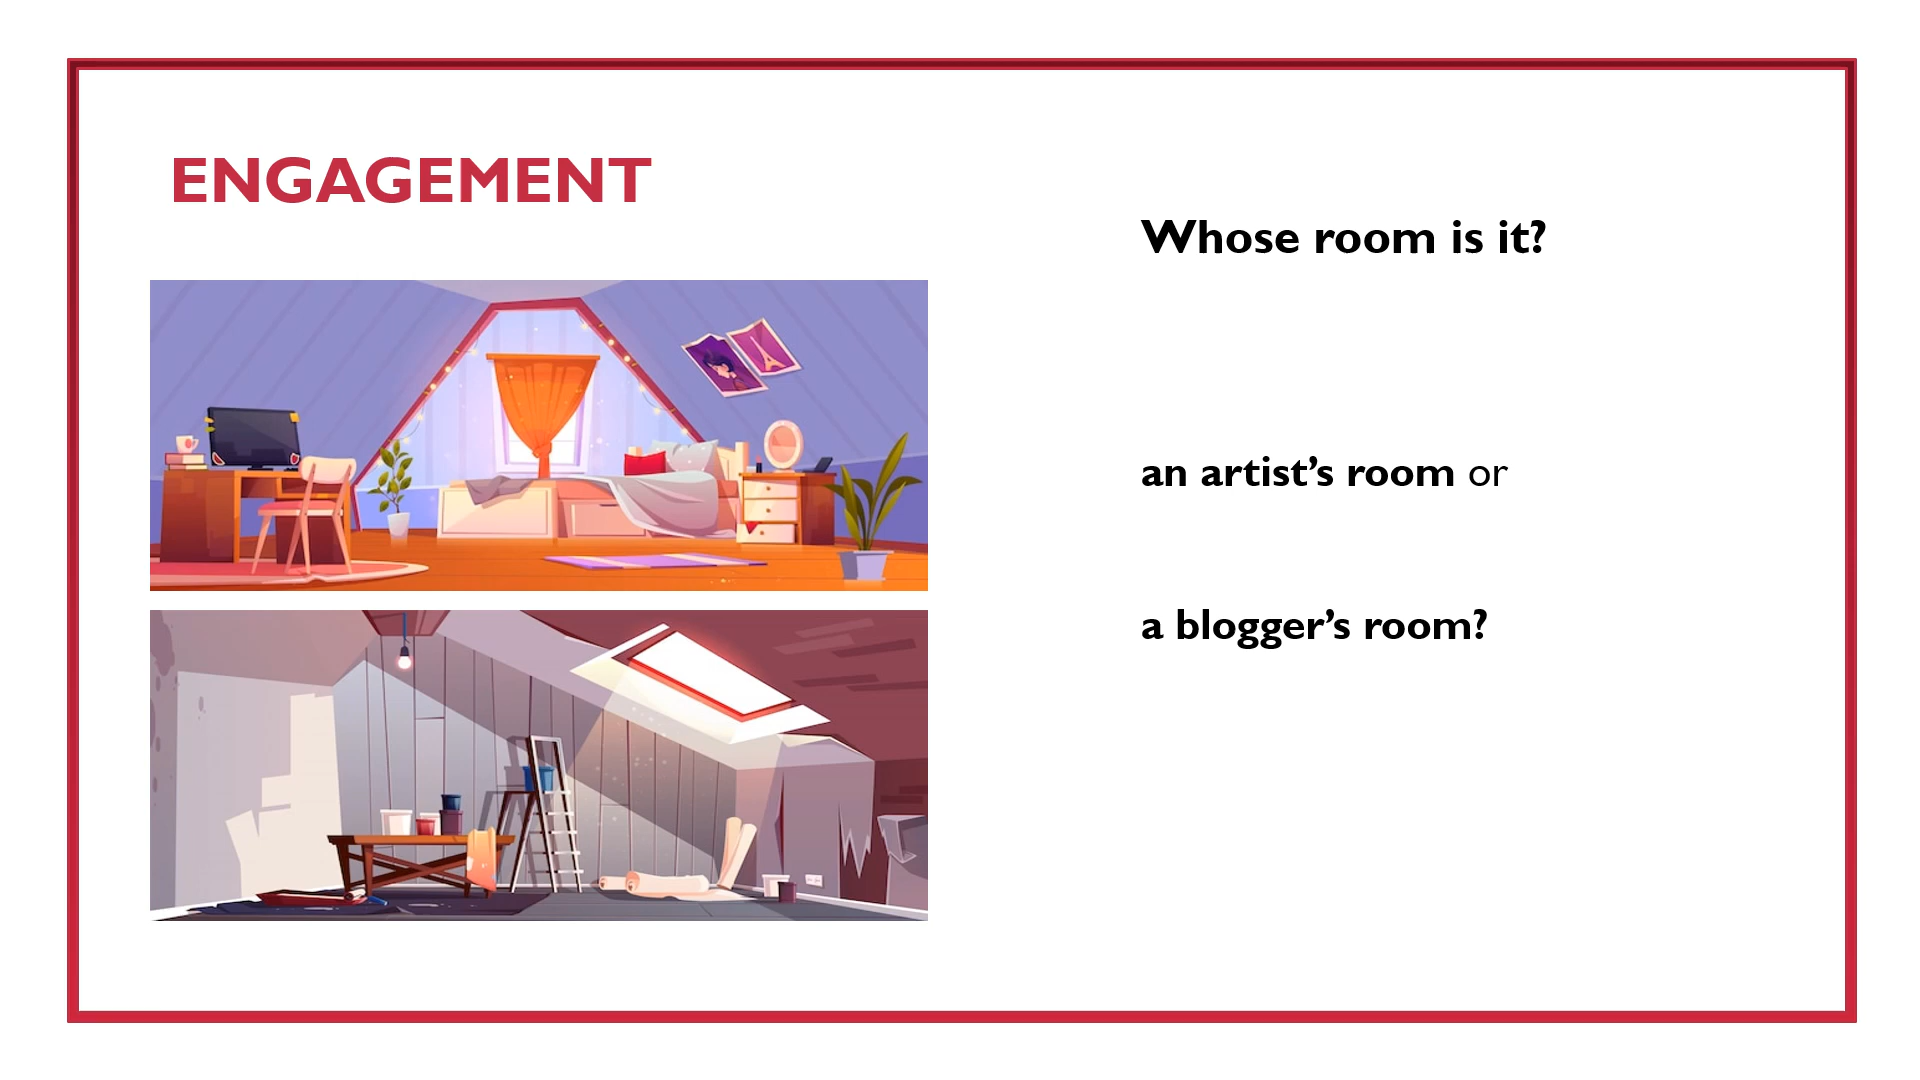 ENGAGEMENT
Whose room is it?
an artist’s room or
a blogger’s room?